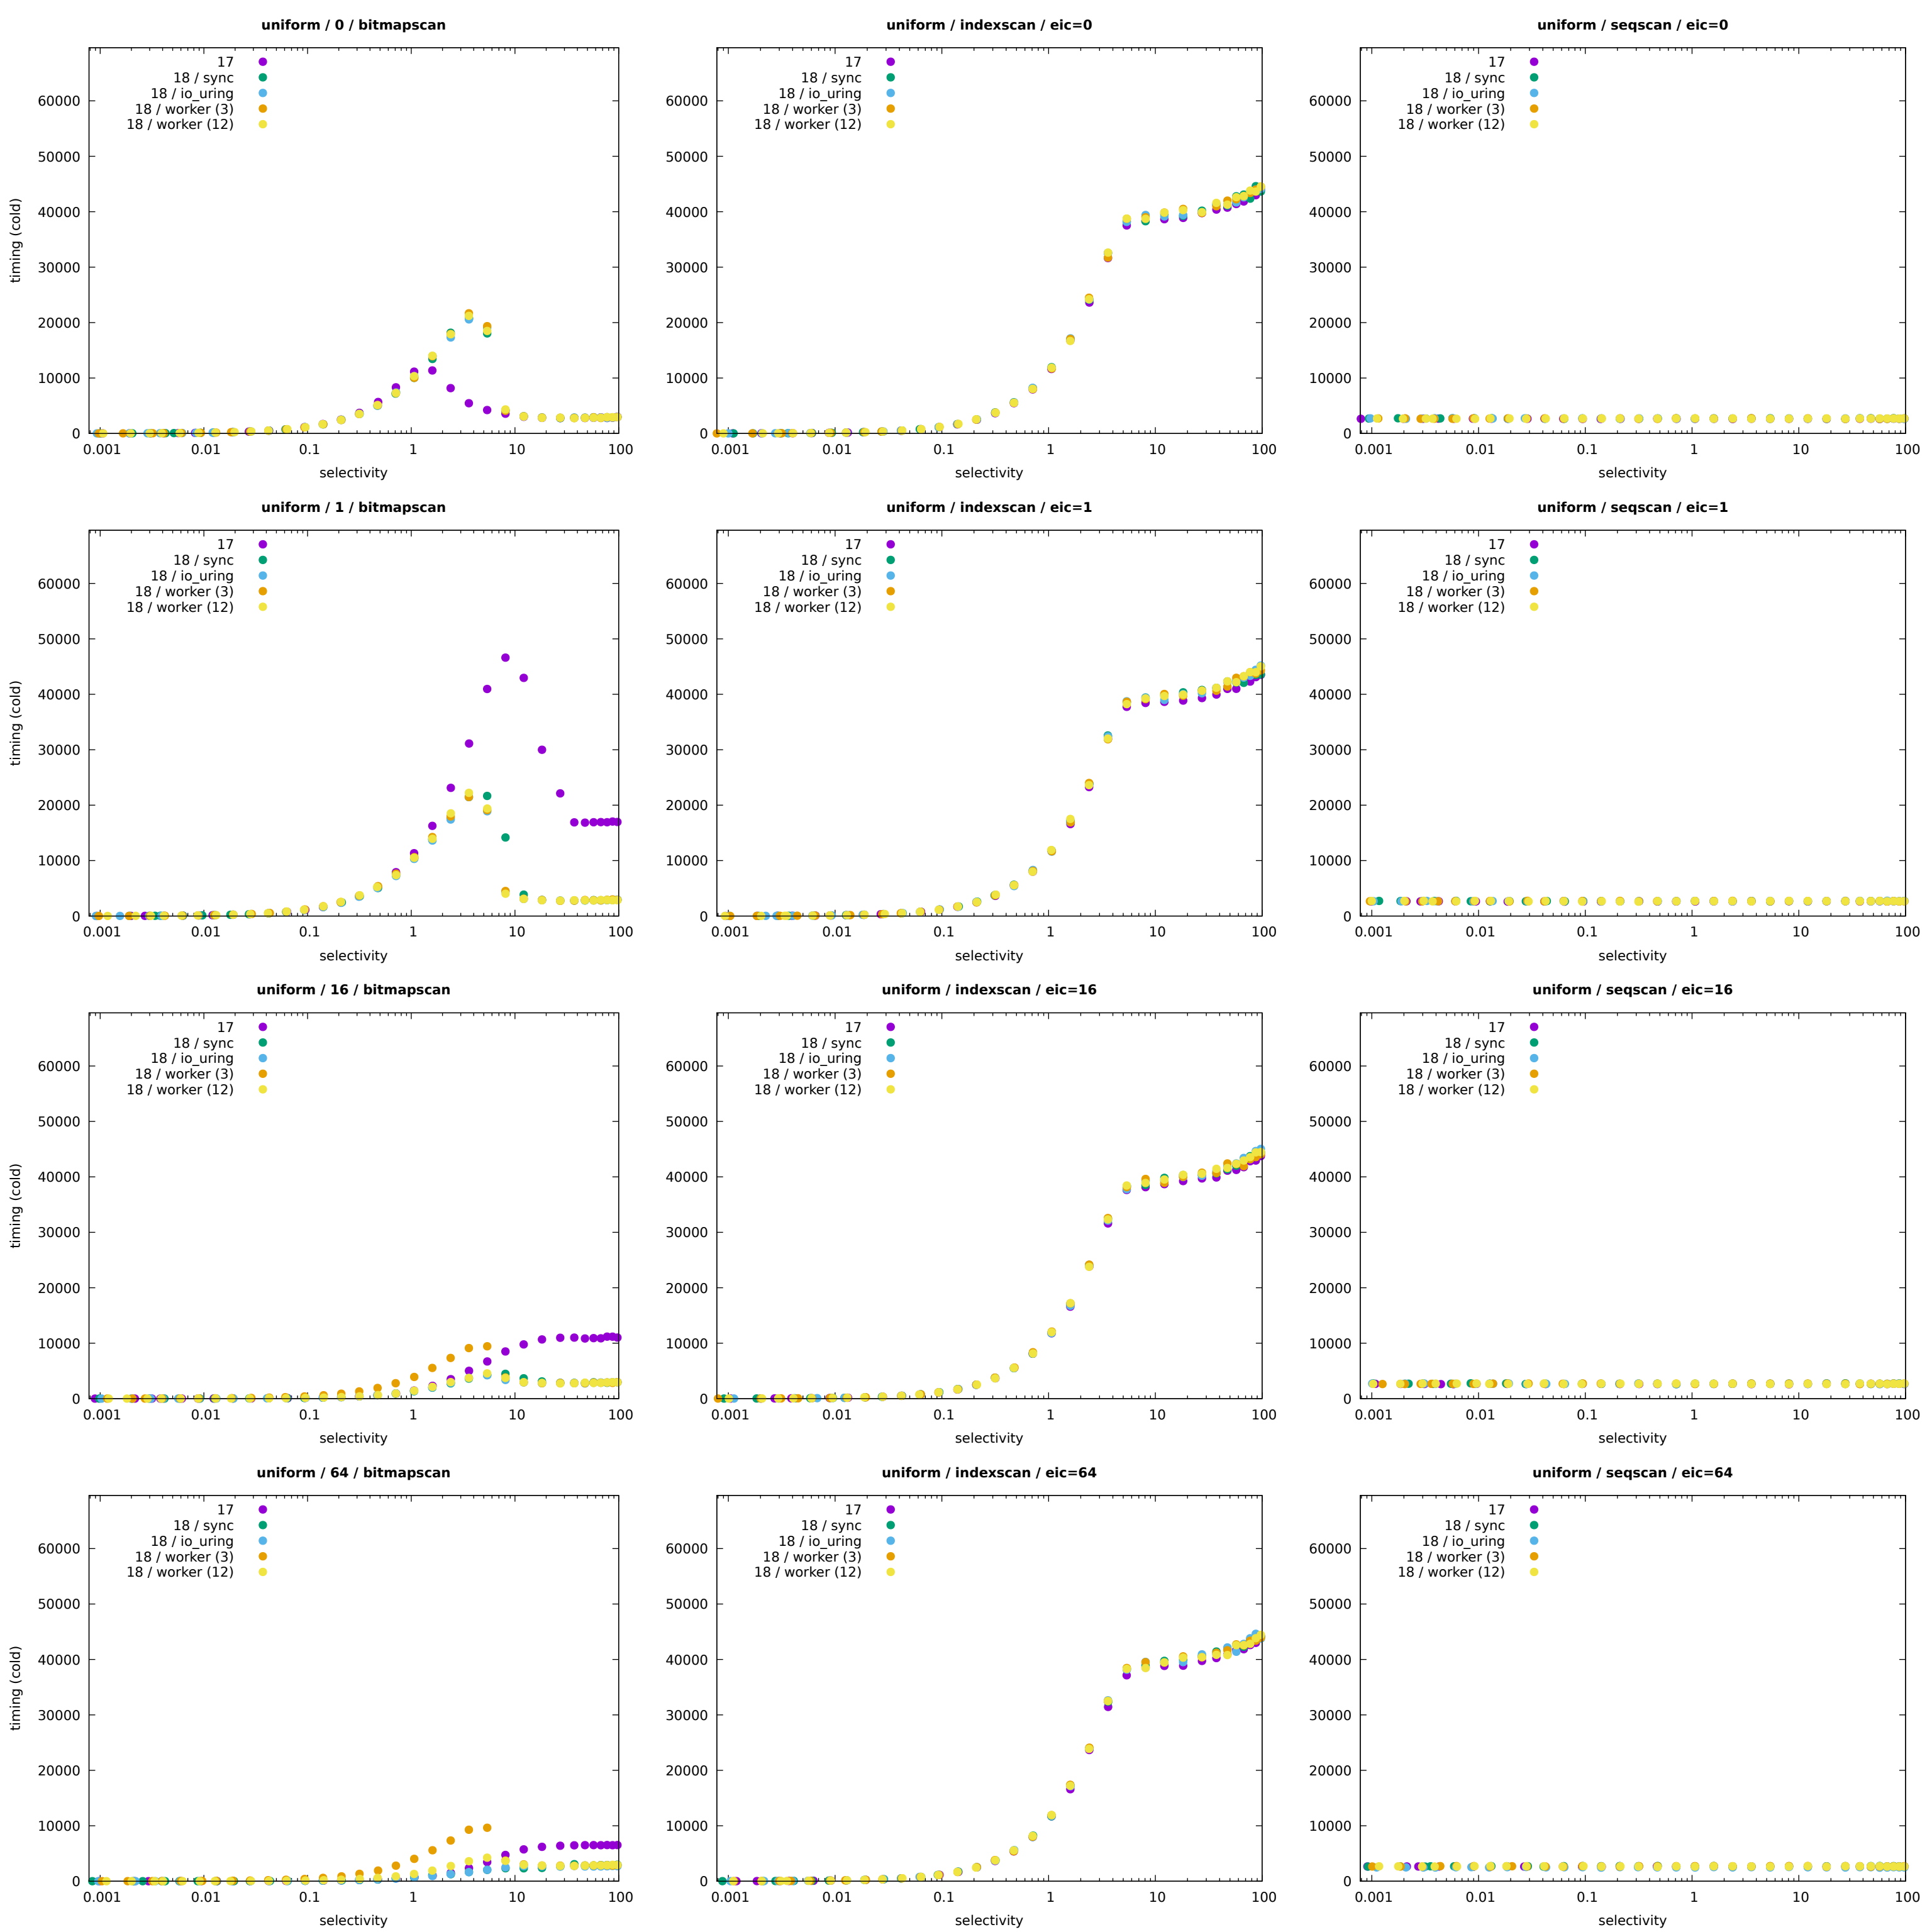 uniform / 0 / bitmapscan
17
18 / sync
18 / io_uring
18 / worker (3)
18 / worker (12)
60000
50000
40000
30000
20000
10000
0
timing (cold)
0.001 0.01 0.1 1 10 100
selectivity
uniform / indexscan / eic=0
17
18 / sync
18 / io_uring
18 / worker (3)
18 / worker (12)
60000
50000
40000
30000
20000
10000
0
0.001 0.01 0.1 1 10 100
selectivity
uniform / seqscan / eic=0
17
18 / sync
18 / io_uring
18 / worker (3)
18 / worker (12)
60000
50000
40000
30000
20000
10000
0
0.001 0.01 0.1 1 10 100
selectivity
uniform / 1 / bitmapscan
17
18 / sync
18 / io_uring
18 / worker (3)
18 / worker (12)
60000
50000
40000
30000
20000
10000
0
timing (cold)
0.001 0.01 0.1 1 10 100
selectivity
uniform / indexscan / eic=1
17
18 / sync
18 / io_uring
18 / worker (3)
18 / worker (12)
60000
50000
40000
30000
20000
10000
0
0.001 0.01 0.1 1 10 100
selectivity
uniform / seqscan / eic=1
17
18 / sync
18 / io_uring
18 / worker (3)
18 / worker (12)
60000
50000
40000
30000
20000
10000
0
0.001 0.01 0.1 1 10 100
selectivity
uniform / 16 / bitmapscan
17
18 / sync
18 / io_uring
18 / worker (3)
18 / worker (12)
60000
50000
40000
30000
20000
10000
0
timing (cold)
0.001 0.01 0.1 1 10 100
selectivity
uniform / indexscan / eic=16
17
18 / sync
18 / io_uring
18 / worker (3)
18 / worker (12)
60000
50000
40000
30000
20000
10000
0
0.001 0.01 0.1 1 10 100
selectivity
uniform / seqscan / eic=16
17
18 / sync
18 / io_uring
18 / worker (3)
18 / worker (12)
60000
50000
40000
30000
20000
10000
0
0.001 0.01 0.1 1 10 100
selectivity
uniform / 64 / bitmapscan
17
18 / sync
18 / io_uring
18 / worker (3)
18 / worker (12)
60000
50000
40000
30000
20000
10000
0
timing (cold)
0.001 0.01 0.1 1 10 100
selectivity
uniform / indexscan / eic=64
17
18 / sync
18 / io_uring
18 / worker (3)
18 / worker (12)
60000
50000
40000
30000
20000
10000
0
0.001 0.01 0.1 1 10 100
selectivity
uniform / seqscan / eic=64
17
18 / sync
18 / io_uring
18 / worker (3)
18 / worker (12)
60000
50000
40000
30000
20000
10000
0
0.001 0.01 0.1 1 10 100
selectivity